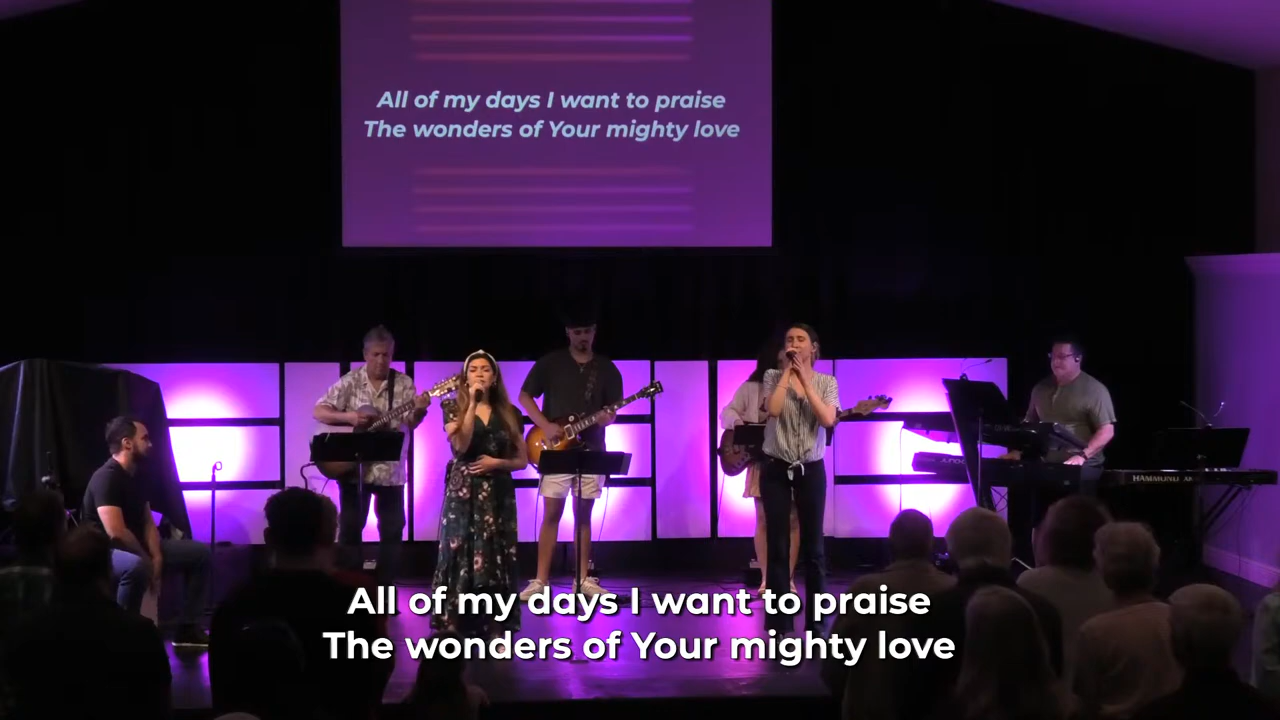 All of my days I want to praise
The wonders of Your mighty love
HAMMOND
All of my days I want to praise
The wonders of Your mighty love